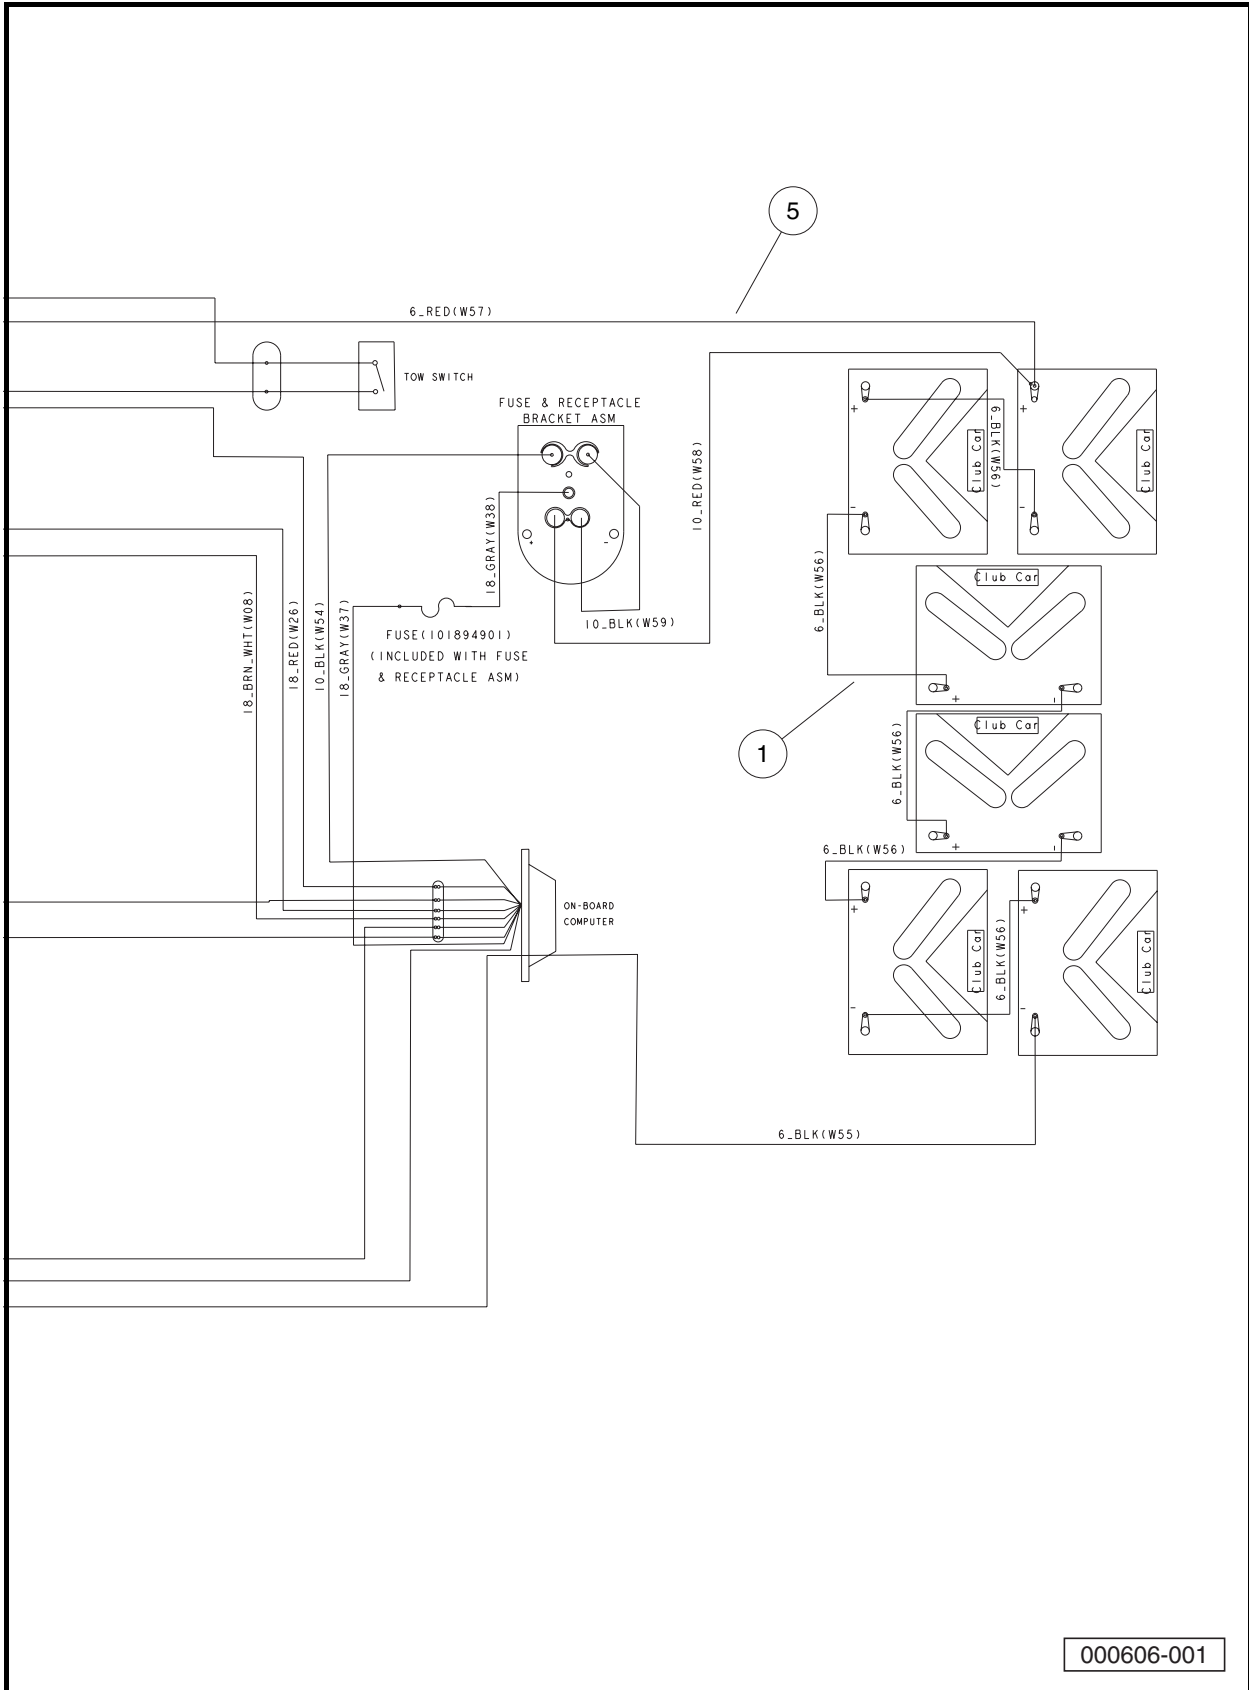 5
6_RED(W57)
TOW SWITCH
FUSE & RECEPTACLE
BRACKET ASM
10_RED(W58)
18_GRAY(W38)
+
-
+
-
Club Car
6_BLK(W56)
+
-
Club Car
6_BLK(W56)
Club Car
+
-
10_BLK(W59)
FUSE(101894901)
(INCLUDED WITH FUSE
& RECEPTACLE ASM)
18_BRN_WHT(W08)
18_RED(W26)
10_BLK(W54)
18_GRAY(W37)
1
6_BLK(W56)
Club Car
+
-
6_BLK(W56)
ON-BOARD
COMPUTER
+
-
Club Car
6_BLK(W56)
+
-
Club Car
6_BLK(W55)
000606-001